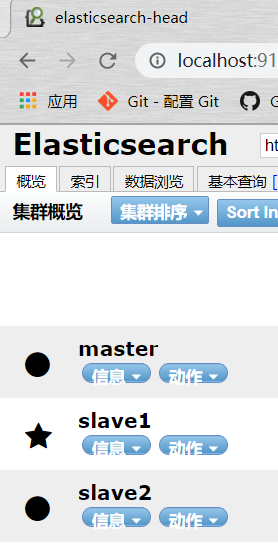 elasticsearch-head
localhost:91
应用 Git - 配置 Git
Elasticsearch
概览 索引 数据浏览 基本查询 [
集群概览 集群排序 Sort In
master
信息 动作
slave1
信息 动作
slave2
信息 动作